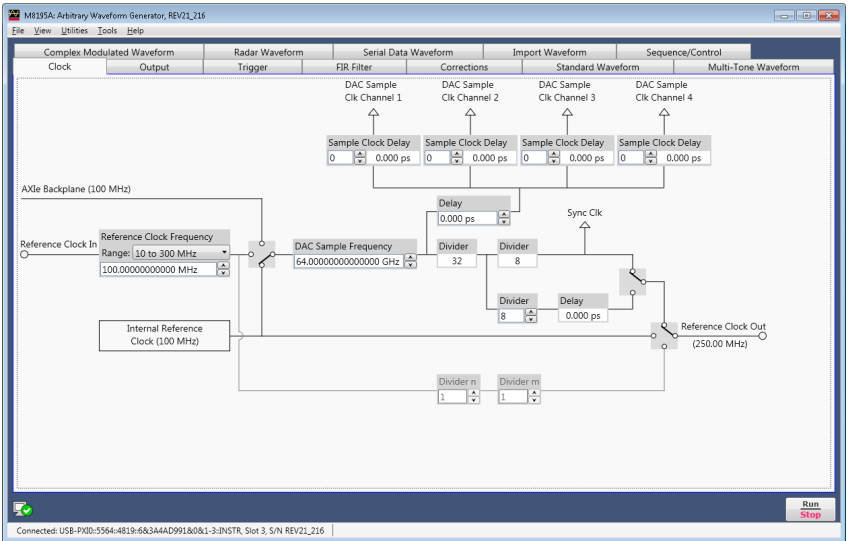 M8195A: Arbitrary Waveform Generator, REV21_216
File View Utilities Tools Help
Complex Modulated Waveform Radar Waveform Serial Data Waveform Import Waveform Sequence/Control
Clock Output Trigger FIR Filter Corrections Standard Waveform Multi-Tone Waveform
DAC Sample DAC Sample DAC Sample DAC Sample
Clk Channel 1 Clk Channel 2 Clk Channel 3 Clk Channel 4
Sample Clock Delay Sample Clock Delay Sample Clock Delay Sample Clock Delay
0 0.000 ps 0 0.000 ps 0 0.000 ps 0 0.000 ps
AXIe Backplane (100 MHz)
Delay
0.000 ps
Sync Clk
Reference Clock In
Reference Clock Frequency
Range: 10 to 300 MHz
100.00000000000 MHz
DAC Sample Frequency
64.00000000000000 GHz
Divider Divider
32 8
Divider Delay
8 0.000 ps
Internal Reference
Clock (100 MHz)
Reference Clock Out
(250.00 MHz)
Divider n Divider m
1 1
Run
Stop
Connected: USB-PXI0::5564::4819::6&3A4AD991&0&1-3::INSTR, Slot 3, S/N REV21_216